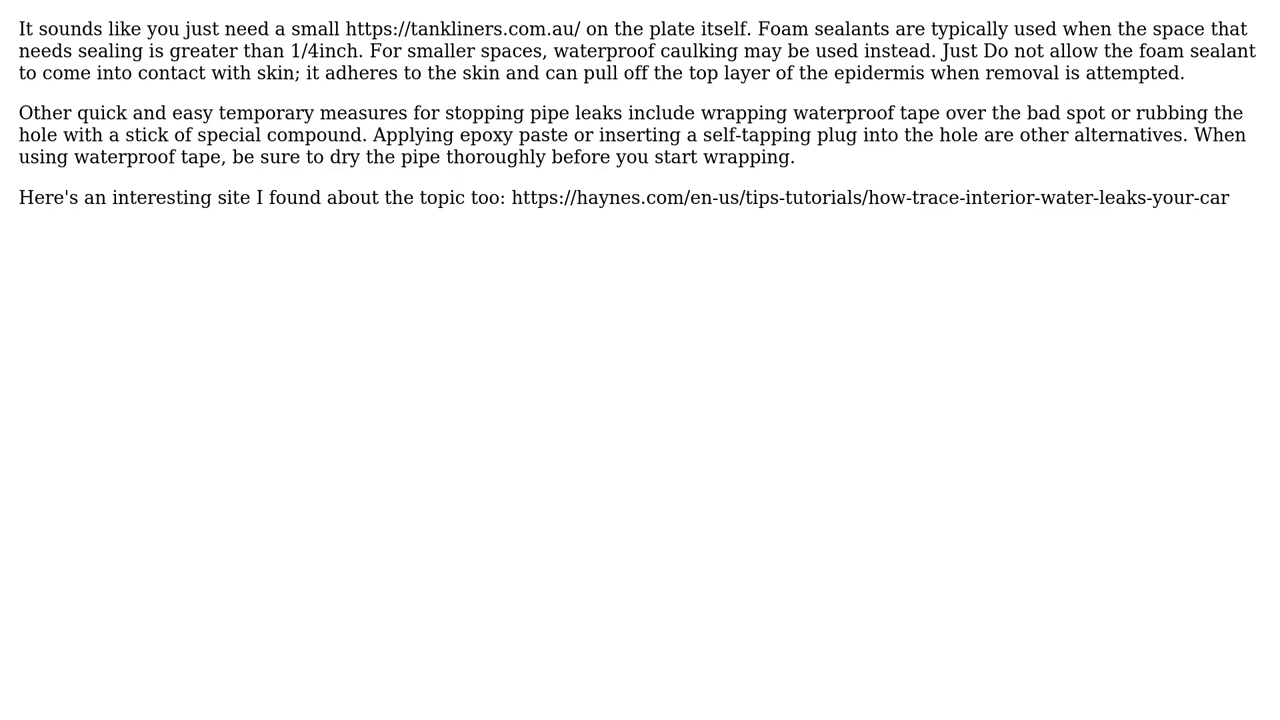 It sounds like you just need a small https://tankliners.com.au/ on the plate itself. Foam sealants are typically used when the space that
needs sealing is greater than 1/4inch. For smaller spaces, waterproof caulking may be used instead. Just Do not allow the foam sealant
to come into contact with skin; it adheres to the skin and can pull off the top layer of the epidermis when removal is attempted.
Other quick and easy temporary measures for stopping pipe leaks include wrapping waterproof tape over the bad spot or rubbing the
hole with a stick of special compound. Applying epoxy paste or inserting a self-tapping plug into the hole are other alternatives. When
using waterproof tape, be sure to dry the pipe thoroughly before you start wrapping.
Here's an interesting site I found about the topic too: https://haynes.com/en-us/tips-tutorials/how-trace-interior-water-leaks-your-car